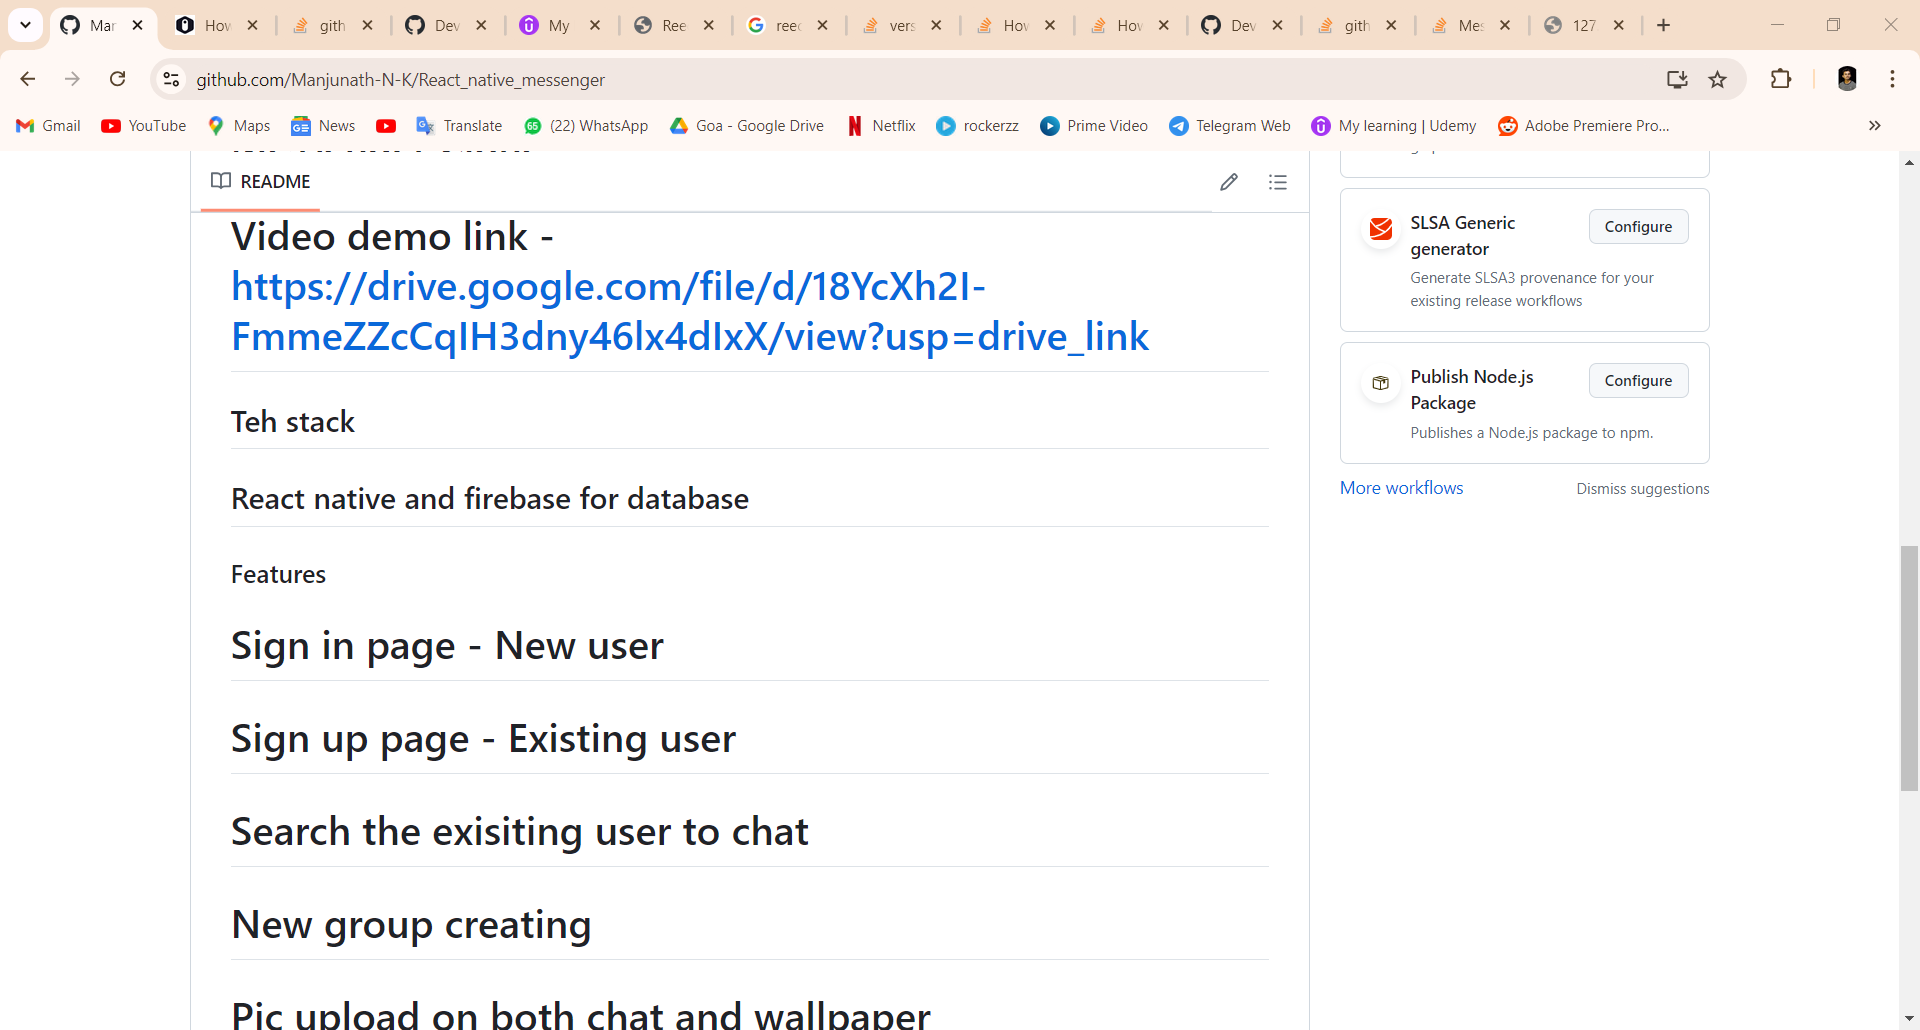 Mar
How
gith
Dev
My
Ree
reec
vers
How
How
Dev
gith
Mes
127
github.com/Manjunath-N-K/React_native_messenger
Gmail
YouTube
Maps
News
Translate
65
(22) WhatsApp
Goa - Google Drive
Netflix
rockerzz
Prime Video
Telegram Web
My learning | Udemy
Adobe Premiere Pro...
README
Video demo link -
https://drive.google.com/file/d/18YcXh2I-
FmmeZZcCqIH3dny46lx4dIxX/view?usp=drive_link
Teh stack
React native and firebase for database
Features
Sign in page - New user
Sign up page - Existing user
Search the exisiting user to chat
New group creating
Pic upload on both chat and wallpaper
SLSA Generic
generator
Configure
Generate SLSA3 provenance for your
existing release workflows
Publish Node.js
Package
Configure
Publishes a Node.js package to npm.
More workflows
Dismiss suggestions